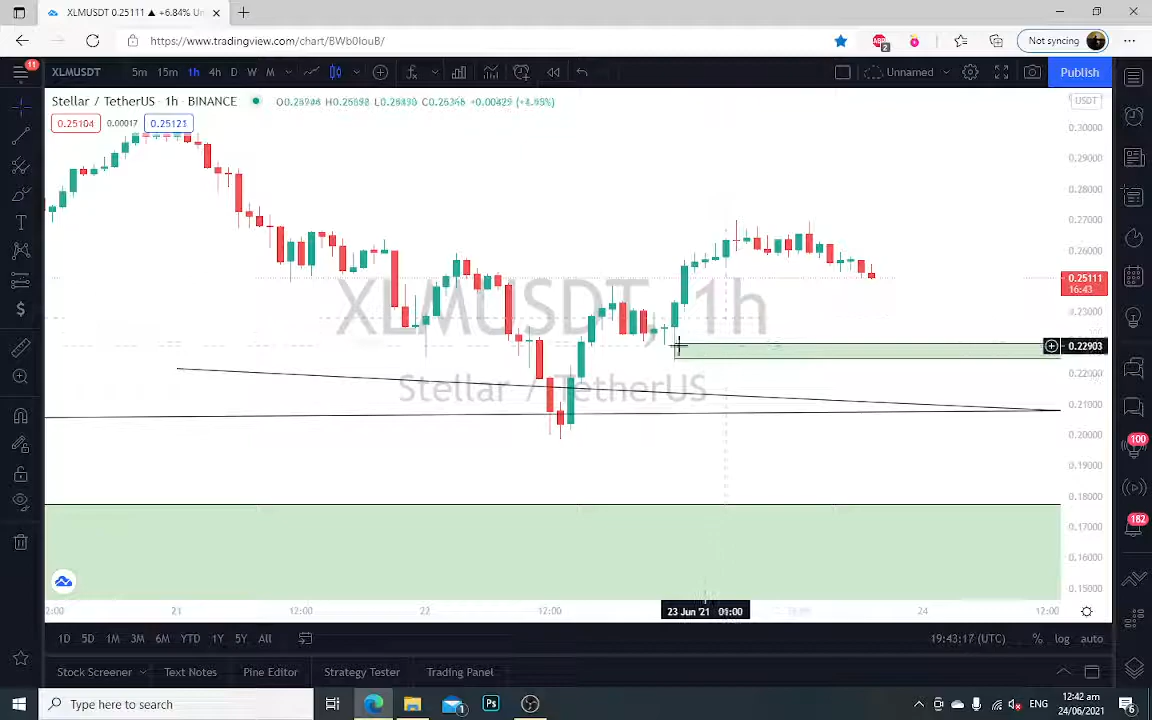 XLMUSDT 0.25111 ▲ +6.84% Un
https://www.tradingview.com/chart/BWb0IouB/
2
Not syncing
11
XLMUSDT 5m 15m 1h 4h D W M
Unnamed
Publish
Stellar / TetherUS · 1h · BINANCE
0.25104 0.00017 0.25121
USDT
0.30000
0.29000
0.28000
0.27000
0.26000
0.25111
16:43
0.23000
0.22903
0.22000
0.21000
0.20000
0.19000
0.18000
0.17000
0.16000
0.15000
XLMUSDT, 1h
Stellar / TetherUS
100
182
2:00 21 12:00 22 12:00 23 Jun '21 01:00 24 12:00
1D 5D 1M 3M 6M YTD 1Y 5Y All
19:43:17 (UTC) % log auto
Stock Screener Text Notes Pine Editor Strategy Tester Trading Panel
Type here to search
1
Ps
ENG
12:42 am
24/06/2021
6